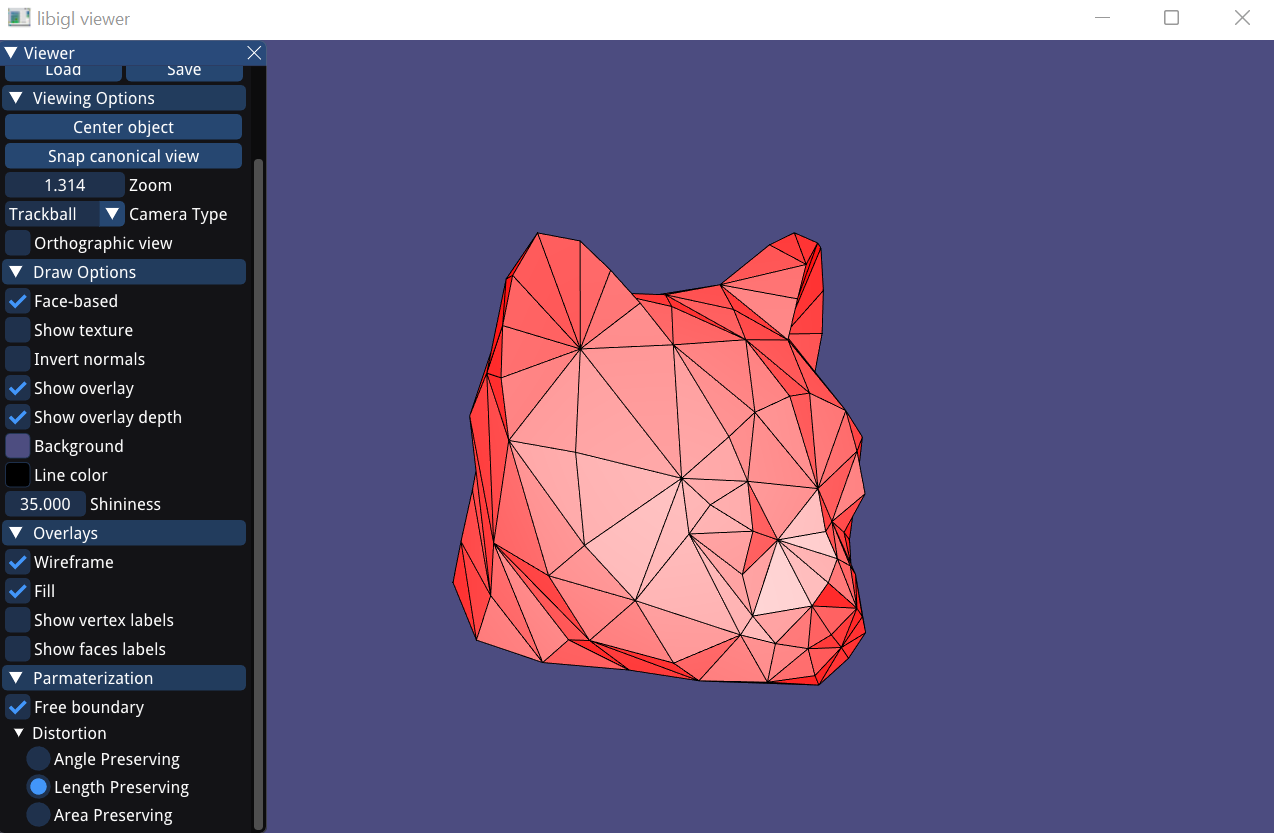 libigl viewer
Viewer
Load Save
Viewing Options
Center object
Snap canonical view
1.314 Zoom
Trackball Camera Type
Orthographic view
Draw Options
Face-based
Show texture
Invert normals
Show overlay
Show overlay depth
Background
Line color
35.000 Shininess
Overlays
Wireframe
Fill
Show vertex labels
Show faces labels
Parmaterization
Free boundary
Distortion
Angle Preserving
Length Preserving
Area Preserving